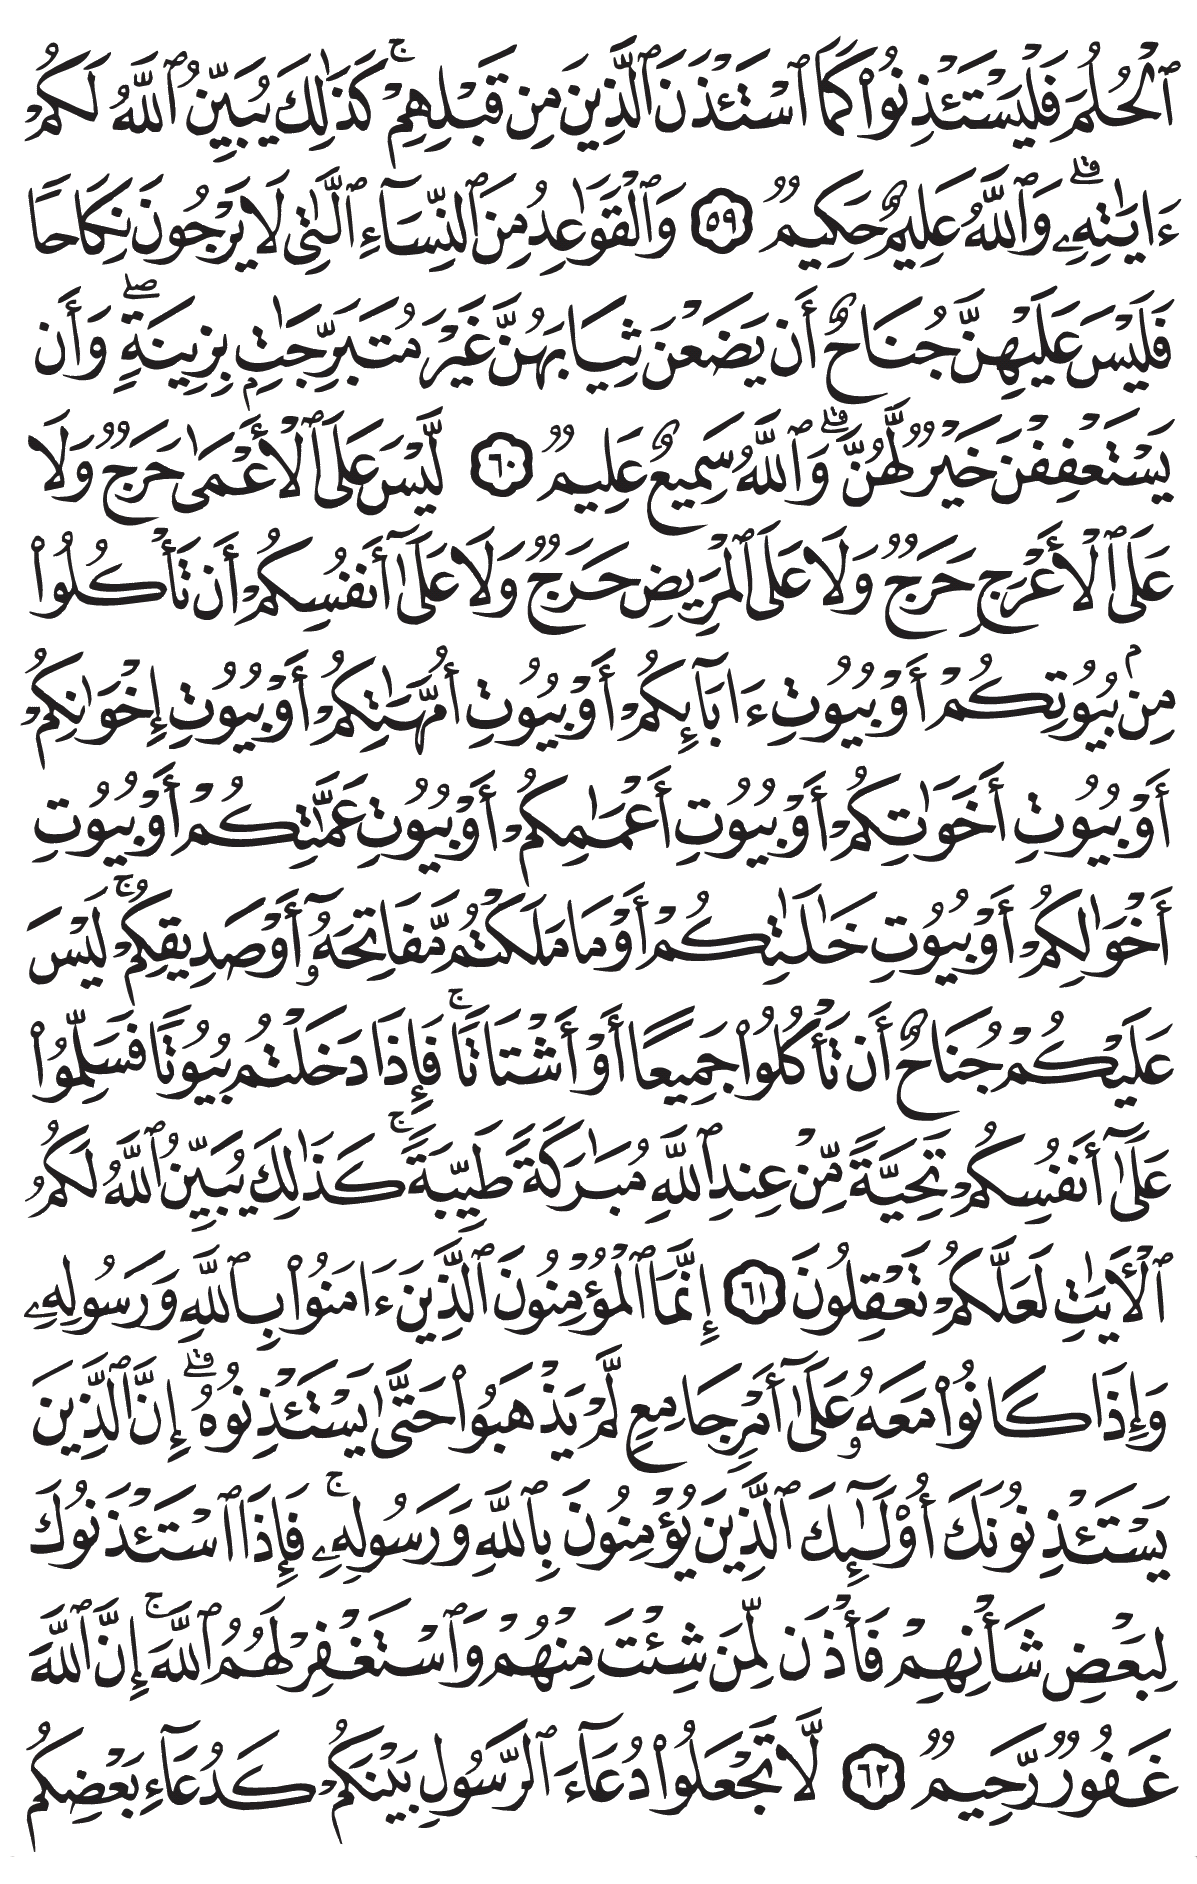 ٱلْحُلُمَ فَلْيَسْتَـْٔذِنُوا۟ كَمَا ٱسْتَـْٔذَنَ ٱلَّذِينَ مِن قَبْلِهِمْ ۚ كَذَٰلِكَ يُبَيِّنُ ٱللَّهُ لَكُمْ
ءَايَٰتِهِۦ ۗ وَٱللَّهُ عَلِيمٌ حَكِيمٌ ٥٩ وَٱلْقَوَٰعِدُ مِنَ ٱلنِّسَآءِ ٱلَّٰتِى لَا يَرْجُونَ نِكَاحًا
فَلَيْسَ عَلَيْهِنَّ جُنَاحٌ أَن يَضَعْنَ ثِيَابَهُنَّ غَيْرَ مُتَبَرِّجَٰتٍۭ بِزِينَةٍ ۖ وَأَن
يَسْتَعْفِفْنَ خَيْرٌ لَّهُنَّ ۗ وَٱللَّهُ سَمِيعٌ عَلِيمٌ ٦٠ لَّيْسَ عَلَى ٱلْأَعْمَىٰ حَرَجٌ وَلَا
عَلَى ٱلْأَعْرَجِ حَرَجٌ وَلَا عَلَى ٱلْمَرِيضِ حَرَجٌ وَلَا عَلَىٰٓ أَنفُسِكُمْ أَن تَأْكُلُوا۟
مِنۢ بُيُوتِكُمْ أَوْ بُيُوتِ ءَابَآئِكُمْ أَوْ بُيُوتِ أُمَّهَٰتِكُمْ أَوْ بُيُوتِ إِخْوَٰنِكُمْ
أَوْ بُيُوتِ أَخَوَٰتِكُمْ أَوْ بُيُوتِ أَعْمَٰمِكُمْ أَوْ بُيُوتِ عَمَّٰتِكُمْ أَوْ بُيُوتِ
أَخْوَٰلِكُمْ أَوْ بُيُوتِ خَٰلَٰتِكُمْ أَوْ مَا مَلَكْتُم مَّفَاتِحَهُۥٓ أَوْ صَدِيقِكُمْ ۚ لَيْسَ
عَلَيْكُمْ جُنَاحٌ أَن تَأْكُلُوا۟ جَمِيعًا أَوْ أَشْتَاتًا ۚ فَإِذَا دَخَلْتُم بُيُوتًا فَسَلِّمُوا۟
عَلَىٰٓ أَنفُسِكُمْ تَحِيَّةً مِّنْ عِندِ ٱللَّهِ مُبَٰرَكَةً طَيِّبَةً ۚ كَذَٰلِكَ يُبَيِّنُ ٱللَّهُ لَكُمُ
ٱلْءَايَٰتِ لَعَلَّكُمْ تَعْقِلُونَ ٦١ إِنَّمَا ٱلْمُؤْمِنُونَ ٱلَّذِينَ ءَامَنُوا۟ بِٱللَّهِ وَرَسُولِهِۦ
وَإِذَا كَانُوا۟ مَعَهُۥ عَلَىٰٓ أَمْرٍ جَامِعٍ لَّمْ يَذْهَبُوا۟ حَتَّىٰ يَسْتَـْٔذِنُوهُ ۗ إِنَّ ٱلَّذِينَ
يَسْتَـْٔذِنُونَكَ أُو۟لَٰٓئِكَ ٱلَّذِينَ يُؤْمِنُونَ بِٱللَّهِ وَرَسُولِهِۦ ۚ فَإِذَا ٱسْتَـْٔذَنُوكَ
لِبَعْضِ شَأْنِهِمْ فَأْذَن لِّمَن شِئْتَ مِنْهُمْ وَٱسْتَغْفِرْ لَهُمُ ٱللَّهَ ۚ إِنَّ ٱللَّهَ
غَفُورٌ رَّحِيمٌ ٦٢ لَّا تَجْعَلُوا۟ دُعَآءَ ٱلرَّسُولِ بَيْنَكُمْ كَدُعَآءِ بَعْضِكُم